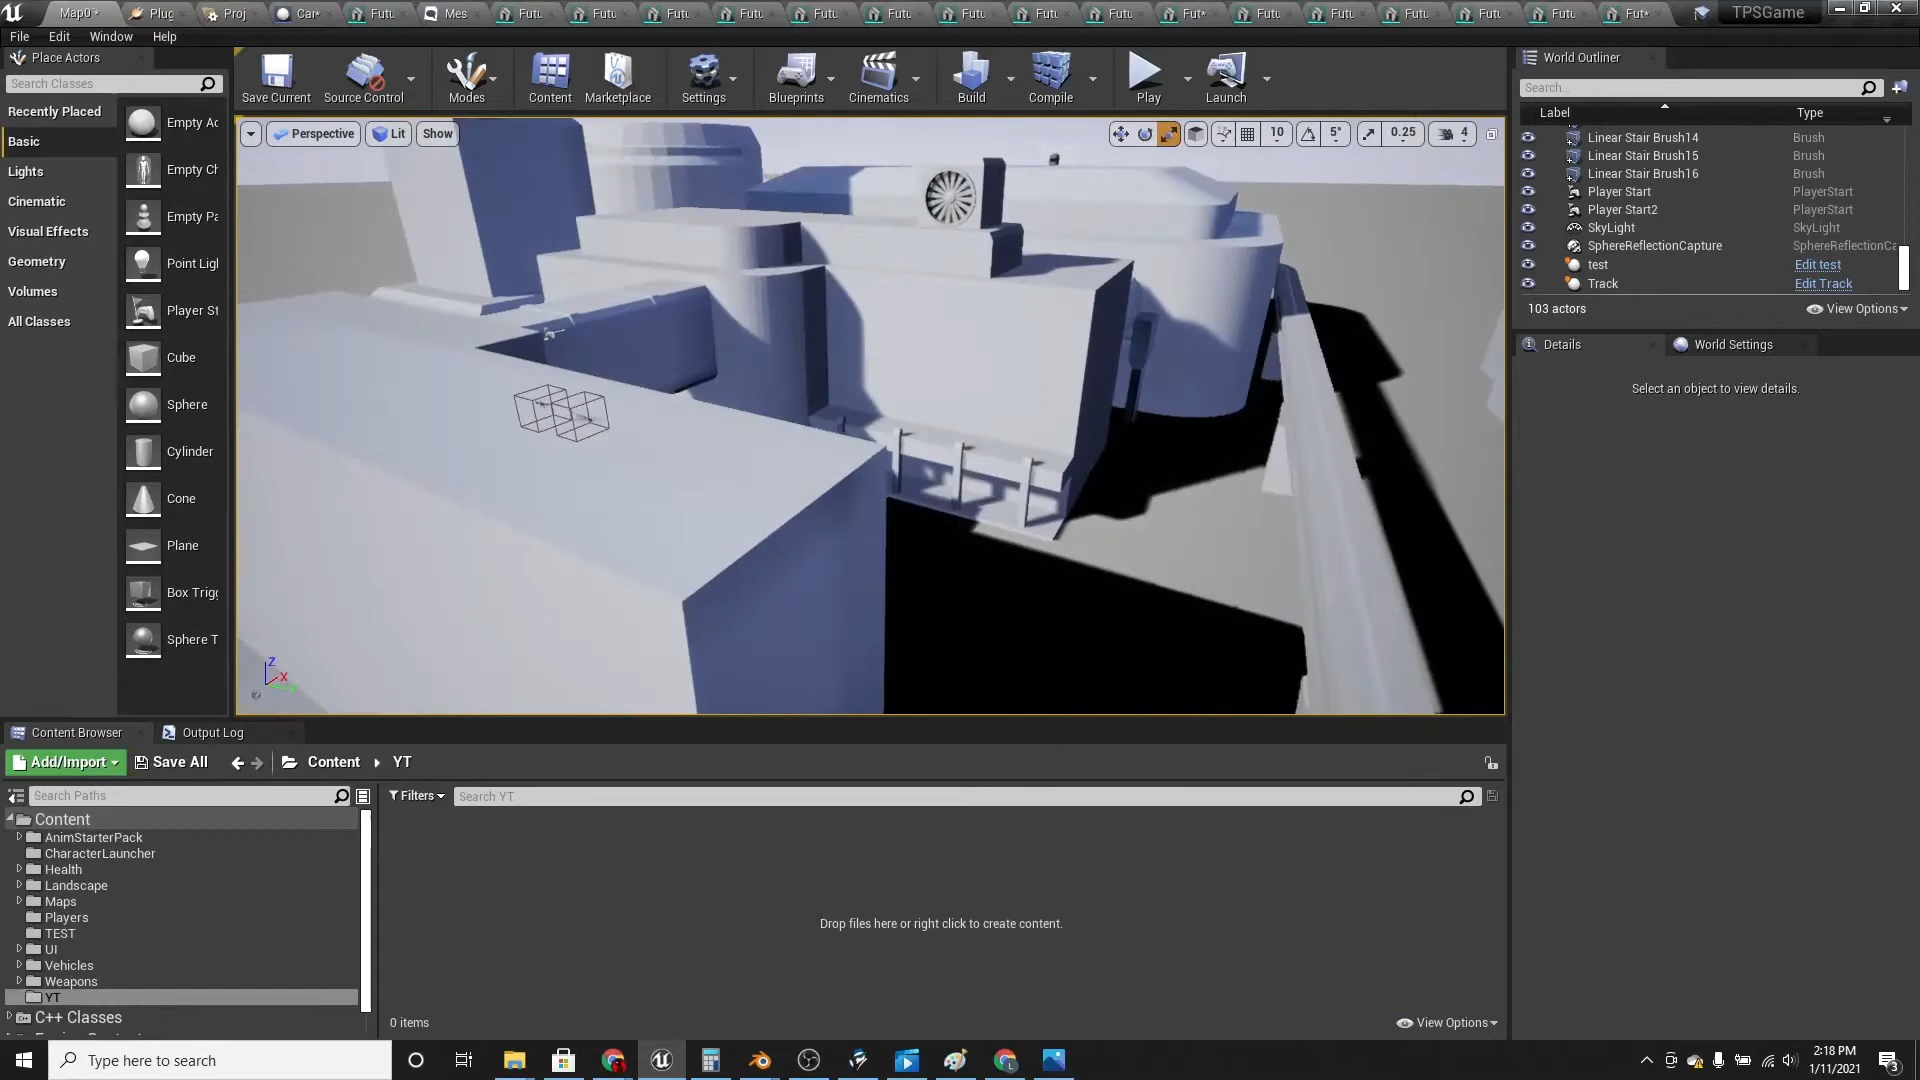 Map0*
Plug
Proj
Car*
Futu
Mes
Futu
Futu
Futu
Futu
Futu
Futu
Futu
Futu
Futu
Fut*
Futu
Futu
Futu
Futu
Futu
Fut*
TPSGame
File Edit Window Help
Place Actors
Search Classes
Recently Placed
Basic
Lights
Cinematic
Visual Effects
Geometry
Volumes
All Classes
Empty Ac
Empty Ch
Empty Pa
Point Ligh
Player St
Cube
Sphere
Cylinder
Cone
Plane
Box Trigg
Sphere T
Save Current
Source Control
Modes
Content
Marketplace
Settings
Blueprints
Cinematics
Build
Compile
Play
Launch
Perspective
Lit
Show
10
5°
0.25
4
Z
X
World Outliner
Search...
Label Type
Linear Stair Brush14 Brush
Linear Stair Brush15 Brush
Linear Stair Brush16 Brush
Player Start PlayerStart
Player Start2 PlayerStart
SkyLight SkyLight
SphereReflectionCapture SphereReflectionCa
test Edit test
Track Edit Track
103 actors
View Options
Details
World Settings
Select an object to view details.
Content Browser
Output Log
Add/Import
Save All
Content
YT
Search Paths
Filters
Search YT
Content
AnimStarterPack
CharacterLauncher
Health
Landscape
Maps
Players
TEST
UI
Vehicles
Weapons
YT
C++ Classes
Drop files here or right click to create content.
0 items
View Options
Type here to search
2:18 PM
1/11/2021
3